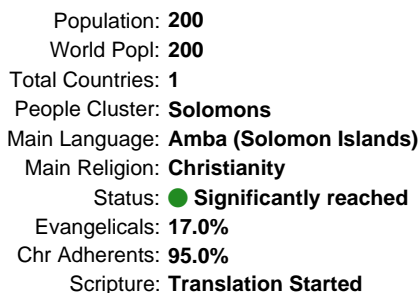 Population: 200
World Popl: 200
Total Countries: 1
People Cluster: Solomons
Main Language: Amba (Solomon Islands)
Main Religion: Christianity
Status: Significantly reached
Evangelicals: 17.0%
Chr Adherents: 95.0%
Scripture: Translation Started